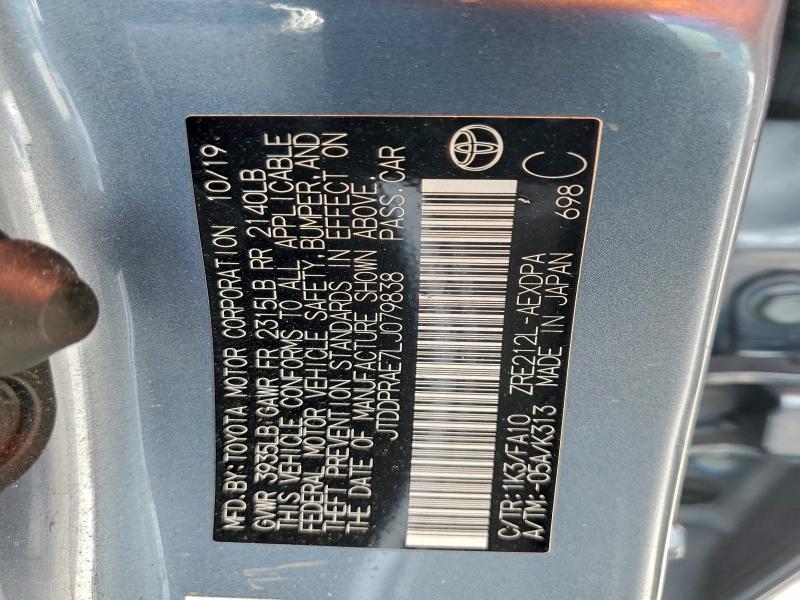 MFD BY: TOYOTA MOTOR CORPORATION 10/19
GWR 3935LB GAWR FR 2315LB RR 2140LB
THIS VEHICLE CONFORMS TO ALL APPLICABLE
FEDERAL MOTOR VEHICLE SAFETY, BUMPER, AND
THEFT PREVENTION STANDARDS IN EFFECT ON
THE DATE OF MANUFACTURE SHOWN ABOVE.
JTDDPRAE7LJ079838 PASS.CAR
C/TR: 1K3/FA10 ZRE212L-AEXDPA
A/TM: -05A/K313 MADE IN JAPAN
698 C